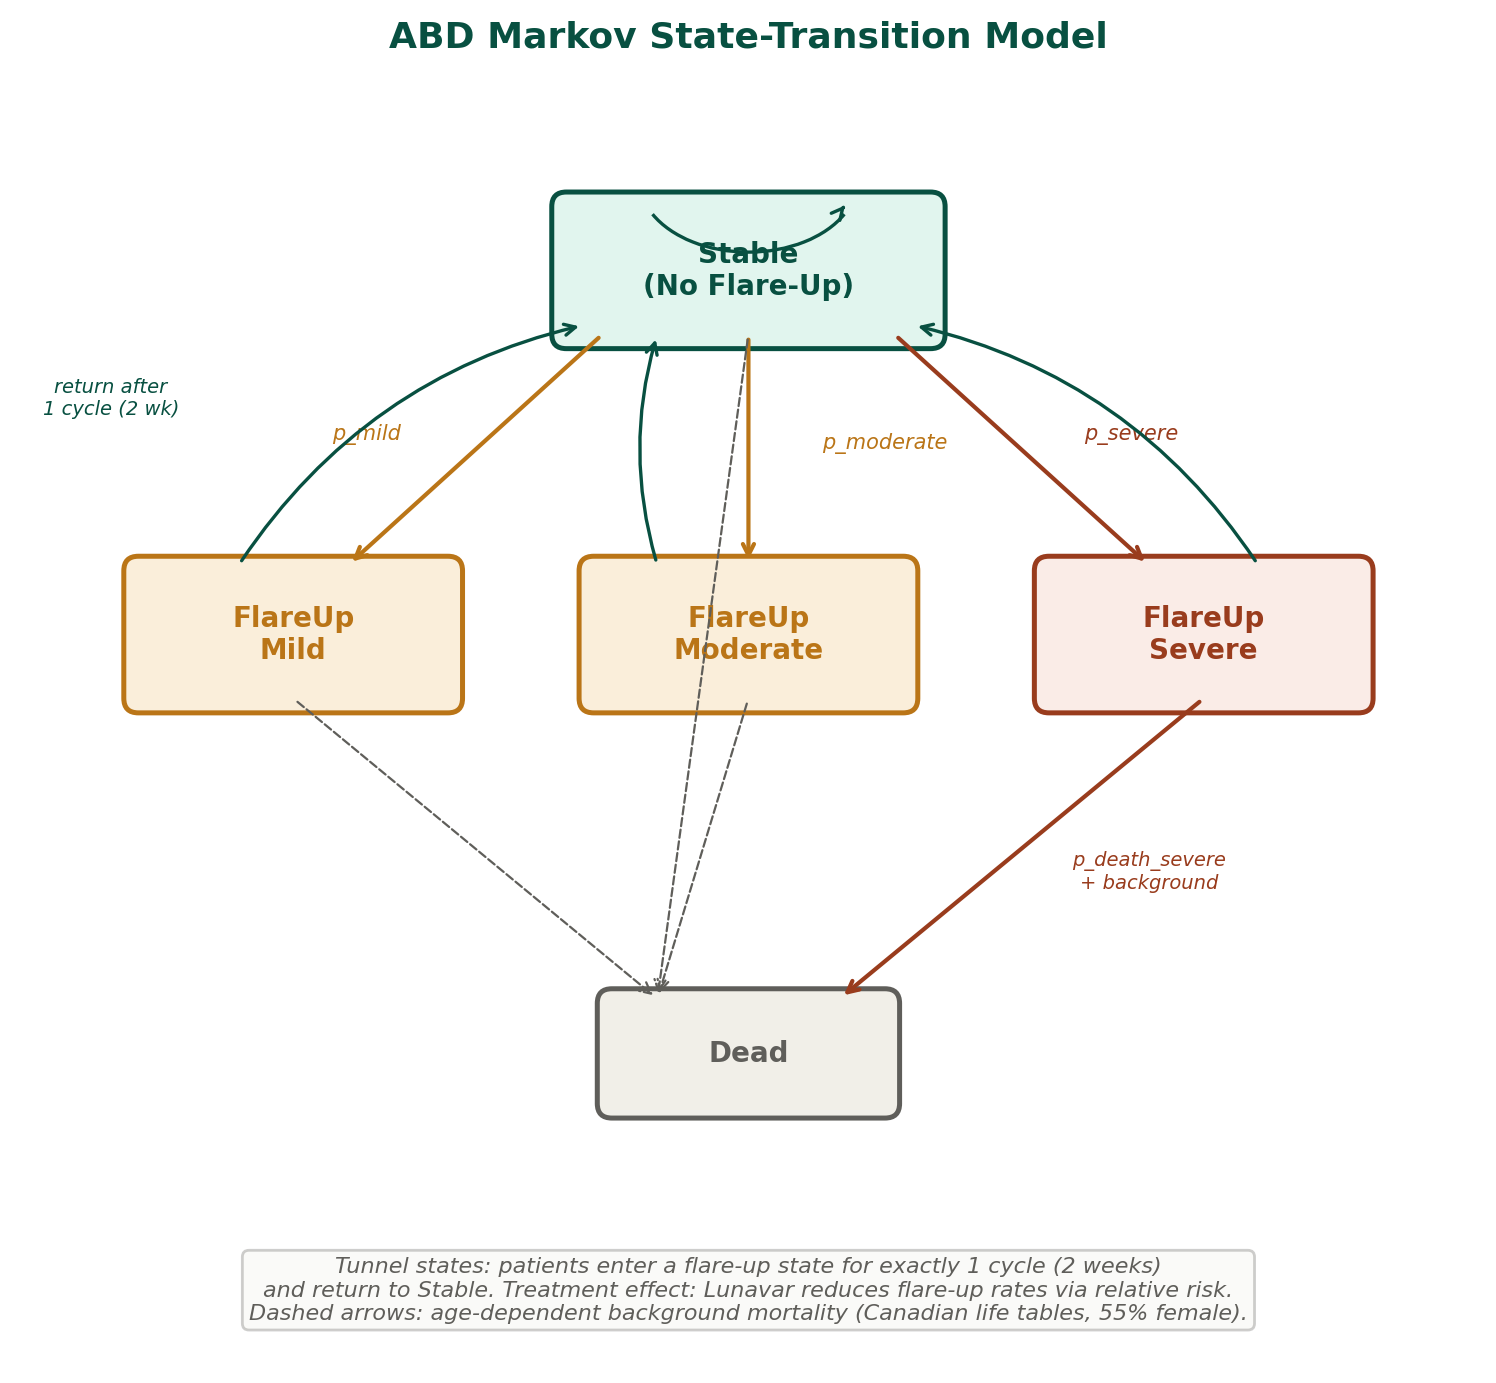 ABD Markov State-Transition Model
Stable
(No Flare-Up)
return after
1 cycle (2 wk)
p_mild
p_moderate
p_severe
FlareUp
Mild
FlareUp
Moderate
FlareUp
Severe
p_death_severe
+ background
Dead
Tunnel states: patients enter a flare-up state for exactly 1 cycle (2 weeks)
and return to Stable. Treatment effect: Lunavar reduces flare-up rates via relative risk.
Dashed arrows: age-dependent background mortality (Canadian life tables, 55% female).